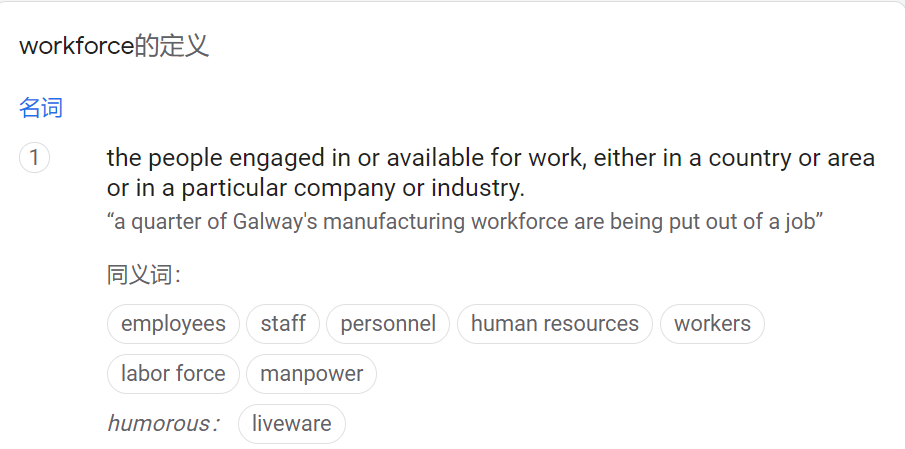 workforce的定义
名词
1
the people engaged in or available for work, either in a country or area
or in a particular company or industry.
“a quarter of Galway's manufacturing workforce are being put out of a job”
同义词：
employees staff personnel human resources workers
labor force manpower
humorous： liveware